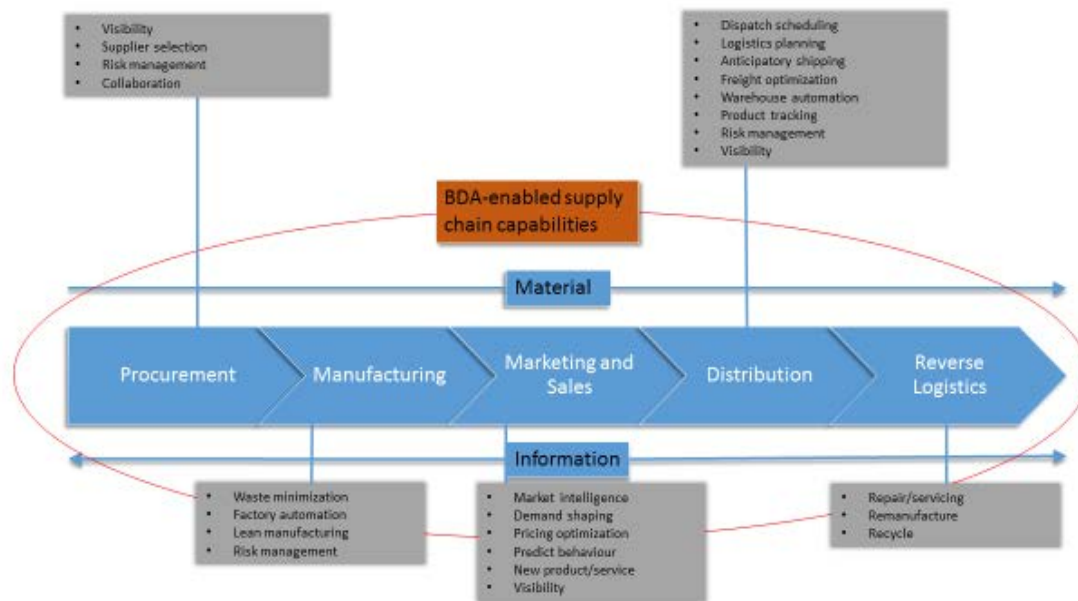 • Visibility
• Supplier selection
• Risk management
• Collaboration
• Dispatch scheduling
• Logistics planning
• Anticipatory shipping
• Freight optimization
• Warehouse automation
• Product tracking
• Risk management
• Visibility
BDA-enabled supply
chain capabilities
Material
Procurement
Manufacturing
Marketing and
Sales
Distribution
Reverse
Logistics
Information
• Waste minimization
• Factory automation
• Lean manufacturing
• Risk management
• Market intelligence
• Demand shaping
• Pricing optimization
• Predict behaviour
• New product/service
• Visibility
• Repair/servicing
• Remanufacture
• Recycle